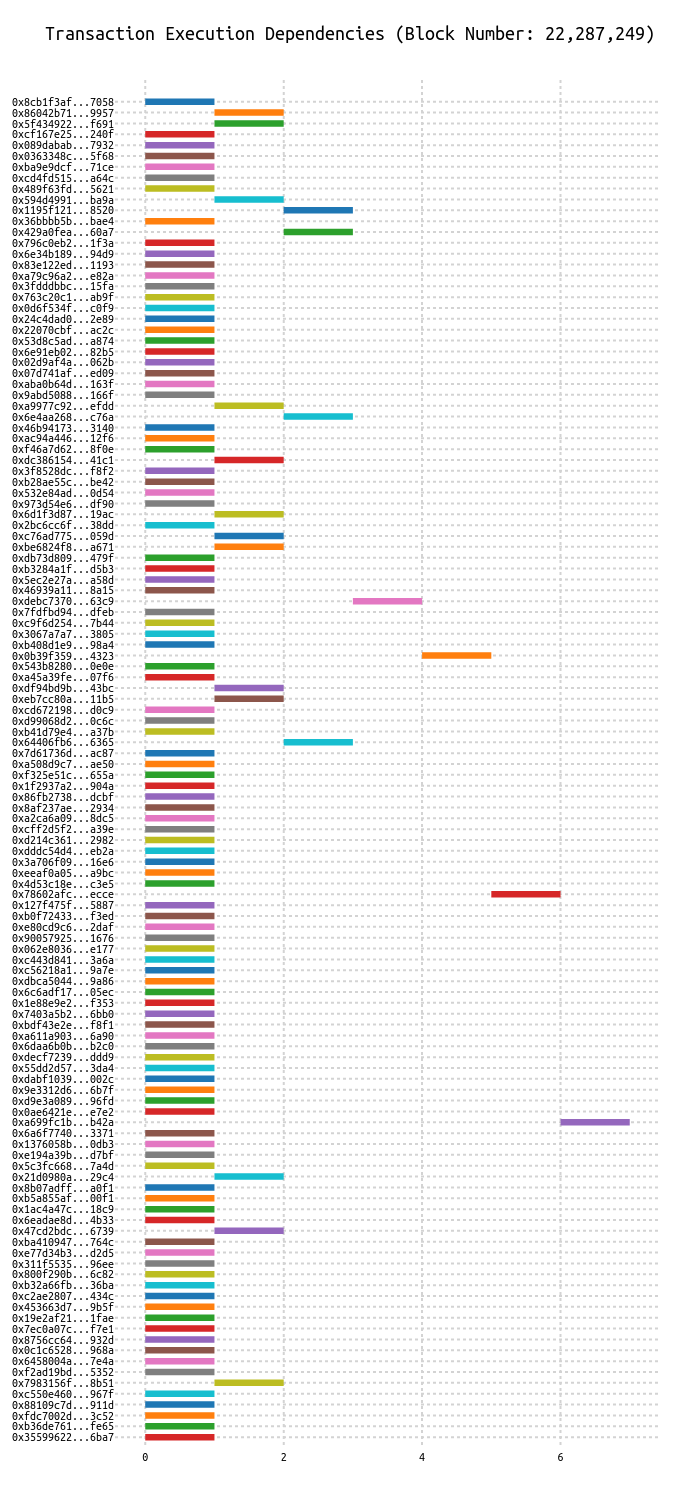 Transaction Execution Dependencies (Block Number: 22,287,249)
0x8cb1f3af...7058
0x86042b71...9957
0x5f434922...f691
0xcf167e25...240f
0x089dabab...7932
0x0363348c...5f68
0xba9e9dcf...71ce
0xcd4fd515...a64c
0x489f63fd...5621
0x594d4991...ba9a
0x1195f121...8520
0x36bbbb5b...bae4
0x429a0fea...60a7
0x796c0eb2...1f3a
0x6e34b189...94d9
0x83e122ed...1193
0xa79c96a2...e82a
0x3fdddbbc...15fa
0x763c20c1...ab9f
0x0d6f534f...c0f9
0x24c4dad0...2e89
0x22070cbf...ac2c
0x53d8c5ad...a874
0x6e91eb02...82b5
0x02d9af4a...062b
0x07d741af...ed09
0xaba0b64d...163f
0x9abd5088...166f
0xa9977c92...efdd
0x6e4aa268...c76a
0x46b94173...3140
0xac94a446...12f6
0xf46a7d62...8f0e
0xdc386154...41c1
0x3f8528dc...f8f2
0xb28ae55c...be42
0x532e84ad...0d54
0x973d54e6...df90
0x6d1f3d87...19ac
0x2bc6cc6f...38dd
0xc76ad775...059d
0xbe6824f8...a671
0xdb73d809...479f
0xb3284a1f...d5b3
0x5ec2e27a...a58d
0x46939a11...8a15
0xdebc7370...63c9
0x7fdfbd94...dfeb
0xc9f6d254...7b44
0x3067a7a7...3805
0xb408d1e9...98a4
0x0b39f359...4323
0x543b8280...0e0e
0xa45a39fe...07f6
0xdf94bd9b...43bc
0xeb7cc80a...11b5
0xcd672198...d0c9
0xd99068d2...0c6c
0xb41d79e4...a37b
0x64406fb6...6365
0x7d61736d...ac87
0xa508d9c7...ae50
0xf325e51c...655a
0x1f2937a2...904a
0x86fb2738...dcbf
0x8af237ae...2934
0xa2ca6a09...8dc5
0xcff2d5f2...a39e
0xd214c361...2982
0xdddc54d4...eb2a
0x3a706f09...16e6
0xeeaf0a05...a9bc
0x4d53c18e...c3e5
0x78602afc...ecce
0x127f475f...5887
0xb0f72433...f3ed
0xe80cd9c6...2daf
0x90057925...1676
0x062e8036...e177
0xc443d841...3a6a
0xc56218a1...9a7e
0xdbca5044...9a86
0x6c6adf17...05ec
0x1e88e9e2...f353
0x7403a5b2...6bb0
0xbdf43e2e...f8f1
0xa611a903...6a90
0x6daa6b0b...b2c0
0xdecf7239...ddd9
0x55dd2d57...3da4
0xdabf1039...002c
0x9e3312d6...6b7f
0xd9e3a089...96fd
0x0ae6421e...e7e2
0xa699fc1b...b42a
0x6a6f7740...3371
0x1376058b...0db3
0xe194a39b...d7bf
0x5c3fc668...7a4d
0x21d0980a...29c4
0x8b07adff...a0f1
0xb5a855af...00f1
0x1ac4a47c...18c9
0x6eadae8d...4b33
0x47cd2bdc...6739
0xba410947...764c
0xe77d34b3...d2d5
0x311f5535...96ee
0x800f290b...6c82
0xb32a66fb...36ba
0xc2ae2807...434c
0x453663d7...9b5f
0x19e2af21...1fae
0x7ec0a07c...f7e1
0x8756cc64...932d
0x0c1c6528...968a
0x6458004a...7e4a
0xf2ad19bd...5352
0x7983156f...8b51
0xc550e460...967f
0x88109c7d...911d
0xfdc7002d...3c52
0xb36de761...fe65
0x35599622...6ba7
0 2 4 6